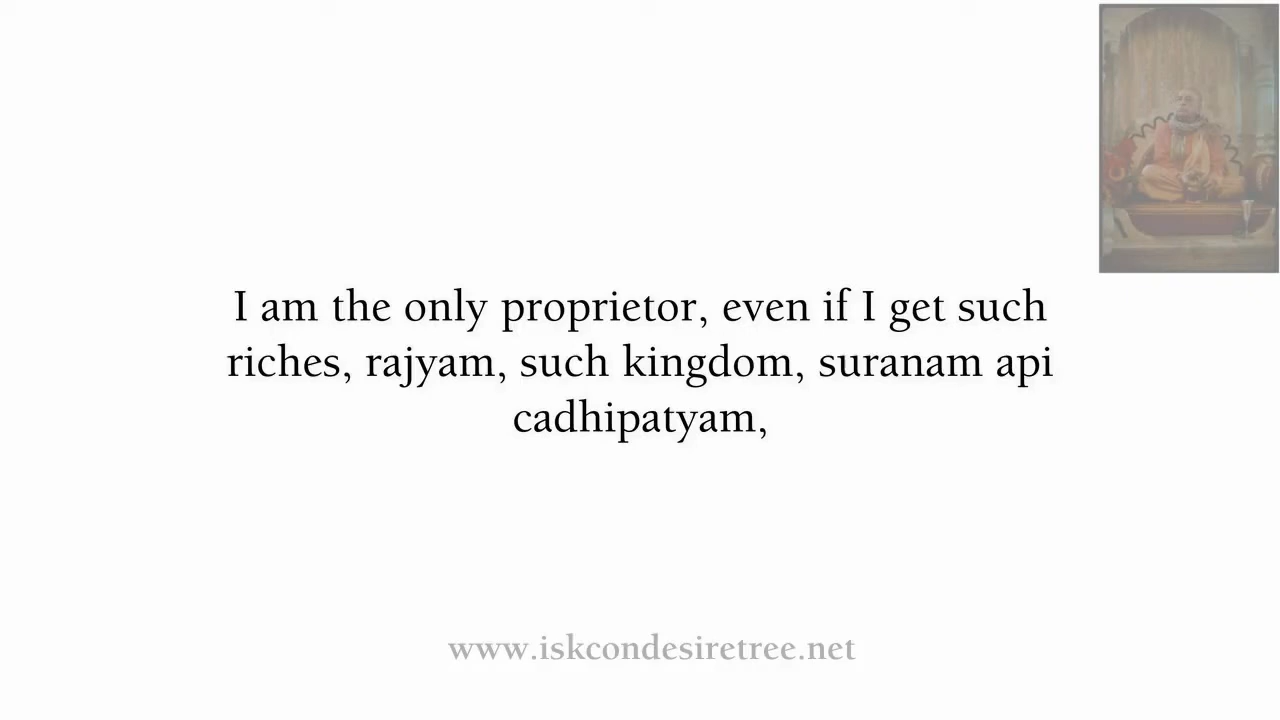 I am the only proprietor, even if I get such
riches, rajyam, such kingdom, suranam api
cadhipatyam,
www.iskcondesiretree.net